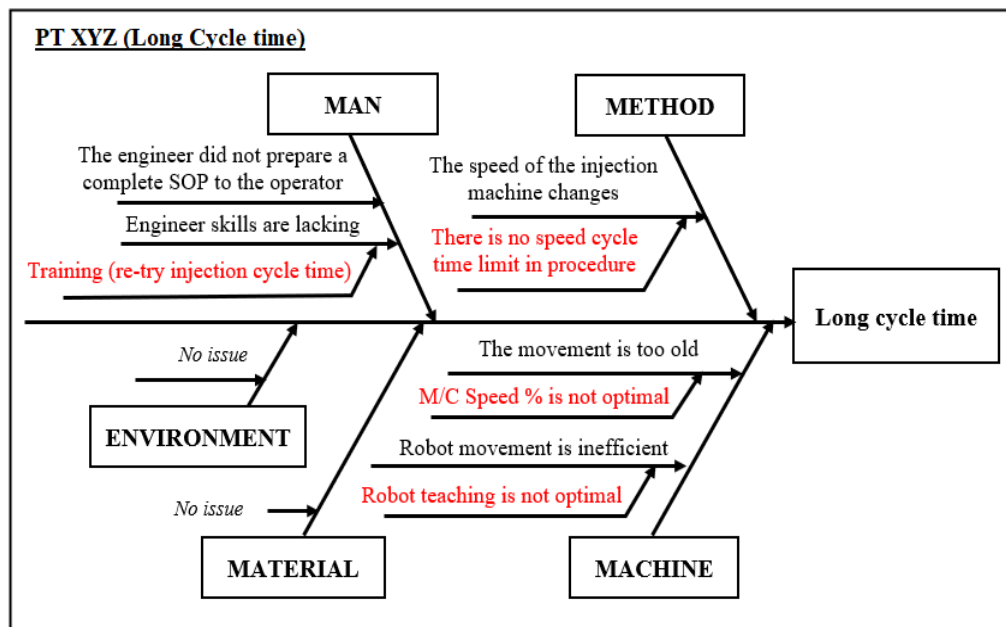 PT XYZ (Long Cycle time)
MAN
METHOD
The engineer did not prepare a
complete SOP to the operator
Engineer skills are lacking
Training (re-try injection cycle time)
The speed of the injection
machine changes
There is no speed cycle
time limit in procedure
Long cycle time
No issue
ENVIRONMENT
No issue
MATERIAL
The movement is too old
M/C Speed % is not optimal
Robot movement is inefficient
Robot teaching is not optimal
MACHINE